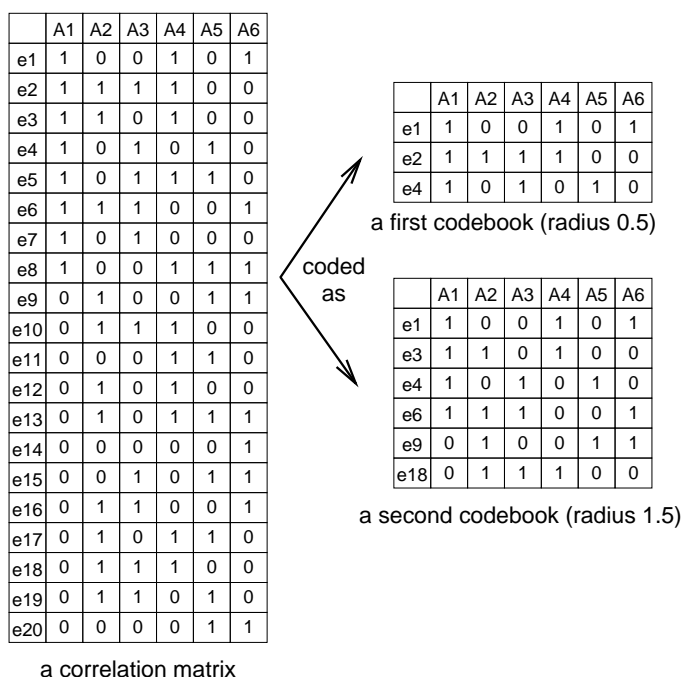 A1 A2 A3 A4 A5 A6
e1 1 0 0 1 0 1
e2 1 1 1 1 0 0
e3 1 1 0 1 0 0
e4 1 0 1 0 1 0
e5 1 0 1 1 1 0
e6 1 1 1 0 0 1
e7 1 0 1 0 0 0
e8 1 0 0 1 1 1
e9 0 1 0 0 1 1
e10 0 1 1 1 0 0
e11 0 0 0 1 1 0
e12 0 1 0 1 0 0
e13 0 1 0 1 1 1
e14 0 0 0 0 0 1
e15 0 0 1 0 1 1
e16 0 1 1 0 0 1
e17 0 1 0 1 1 0
e18 0 1 1 1 0 0
e19 0 1 1 0 1 0
e20 0 0 0 0 1 1
a correlation matrix
coded
as
A1 A2 A3 A4 A5 A6
e1 1 0 0 1 0 1
e2 1 1 1 1 0 0
e4 1 0 1 0 1 0
a first codebook (radius 0.5)
A1 A2 A3 A4 A5 A6
e1 1 0 0 1 0 1
e3 1 1 0 1 0 0
e4 1 0 1 0 1 0
e6 1 1 1 0 0 1
e9 0 1 0 0 1 1
e18 0 1 1 1 0 0
a second codebook (radius 1.5)